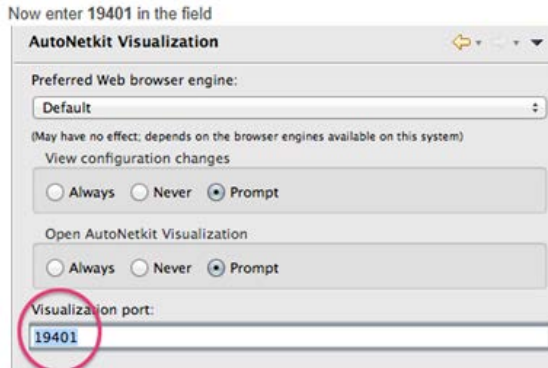 Now enter 19401 in the field
AutoNetkit Visualization
Preferred Web browser engine:
Default
(May have no effect; depends on the browser engines available on this system)
View configuration changes
Always Never Prompt
Open AutoNetkit Visualization
Always Never Prompt
Visualization port:
19401